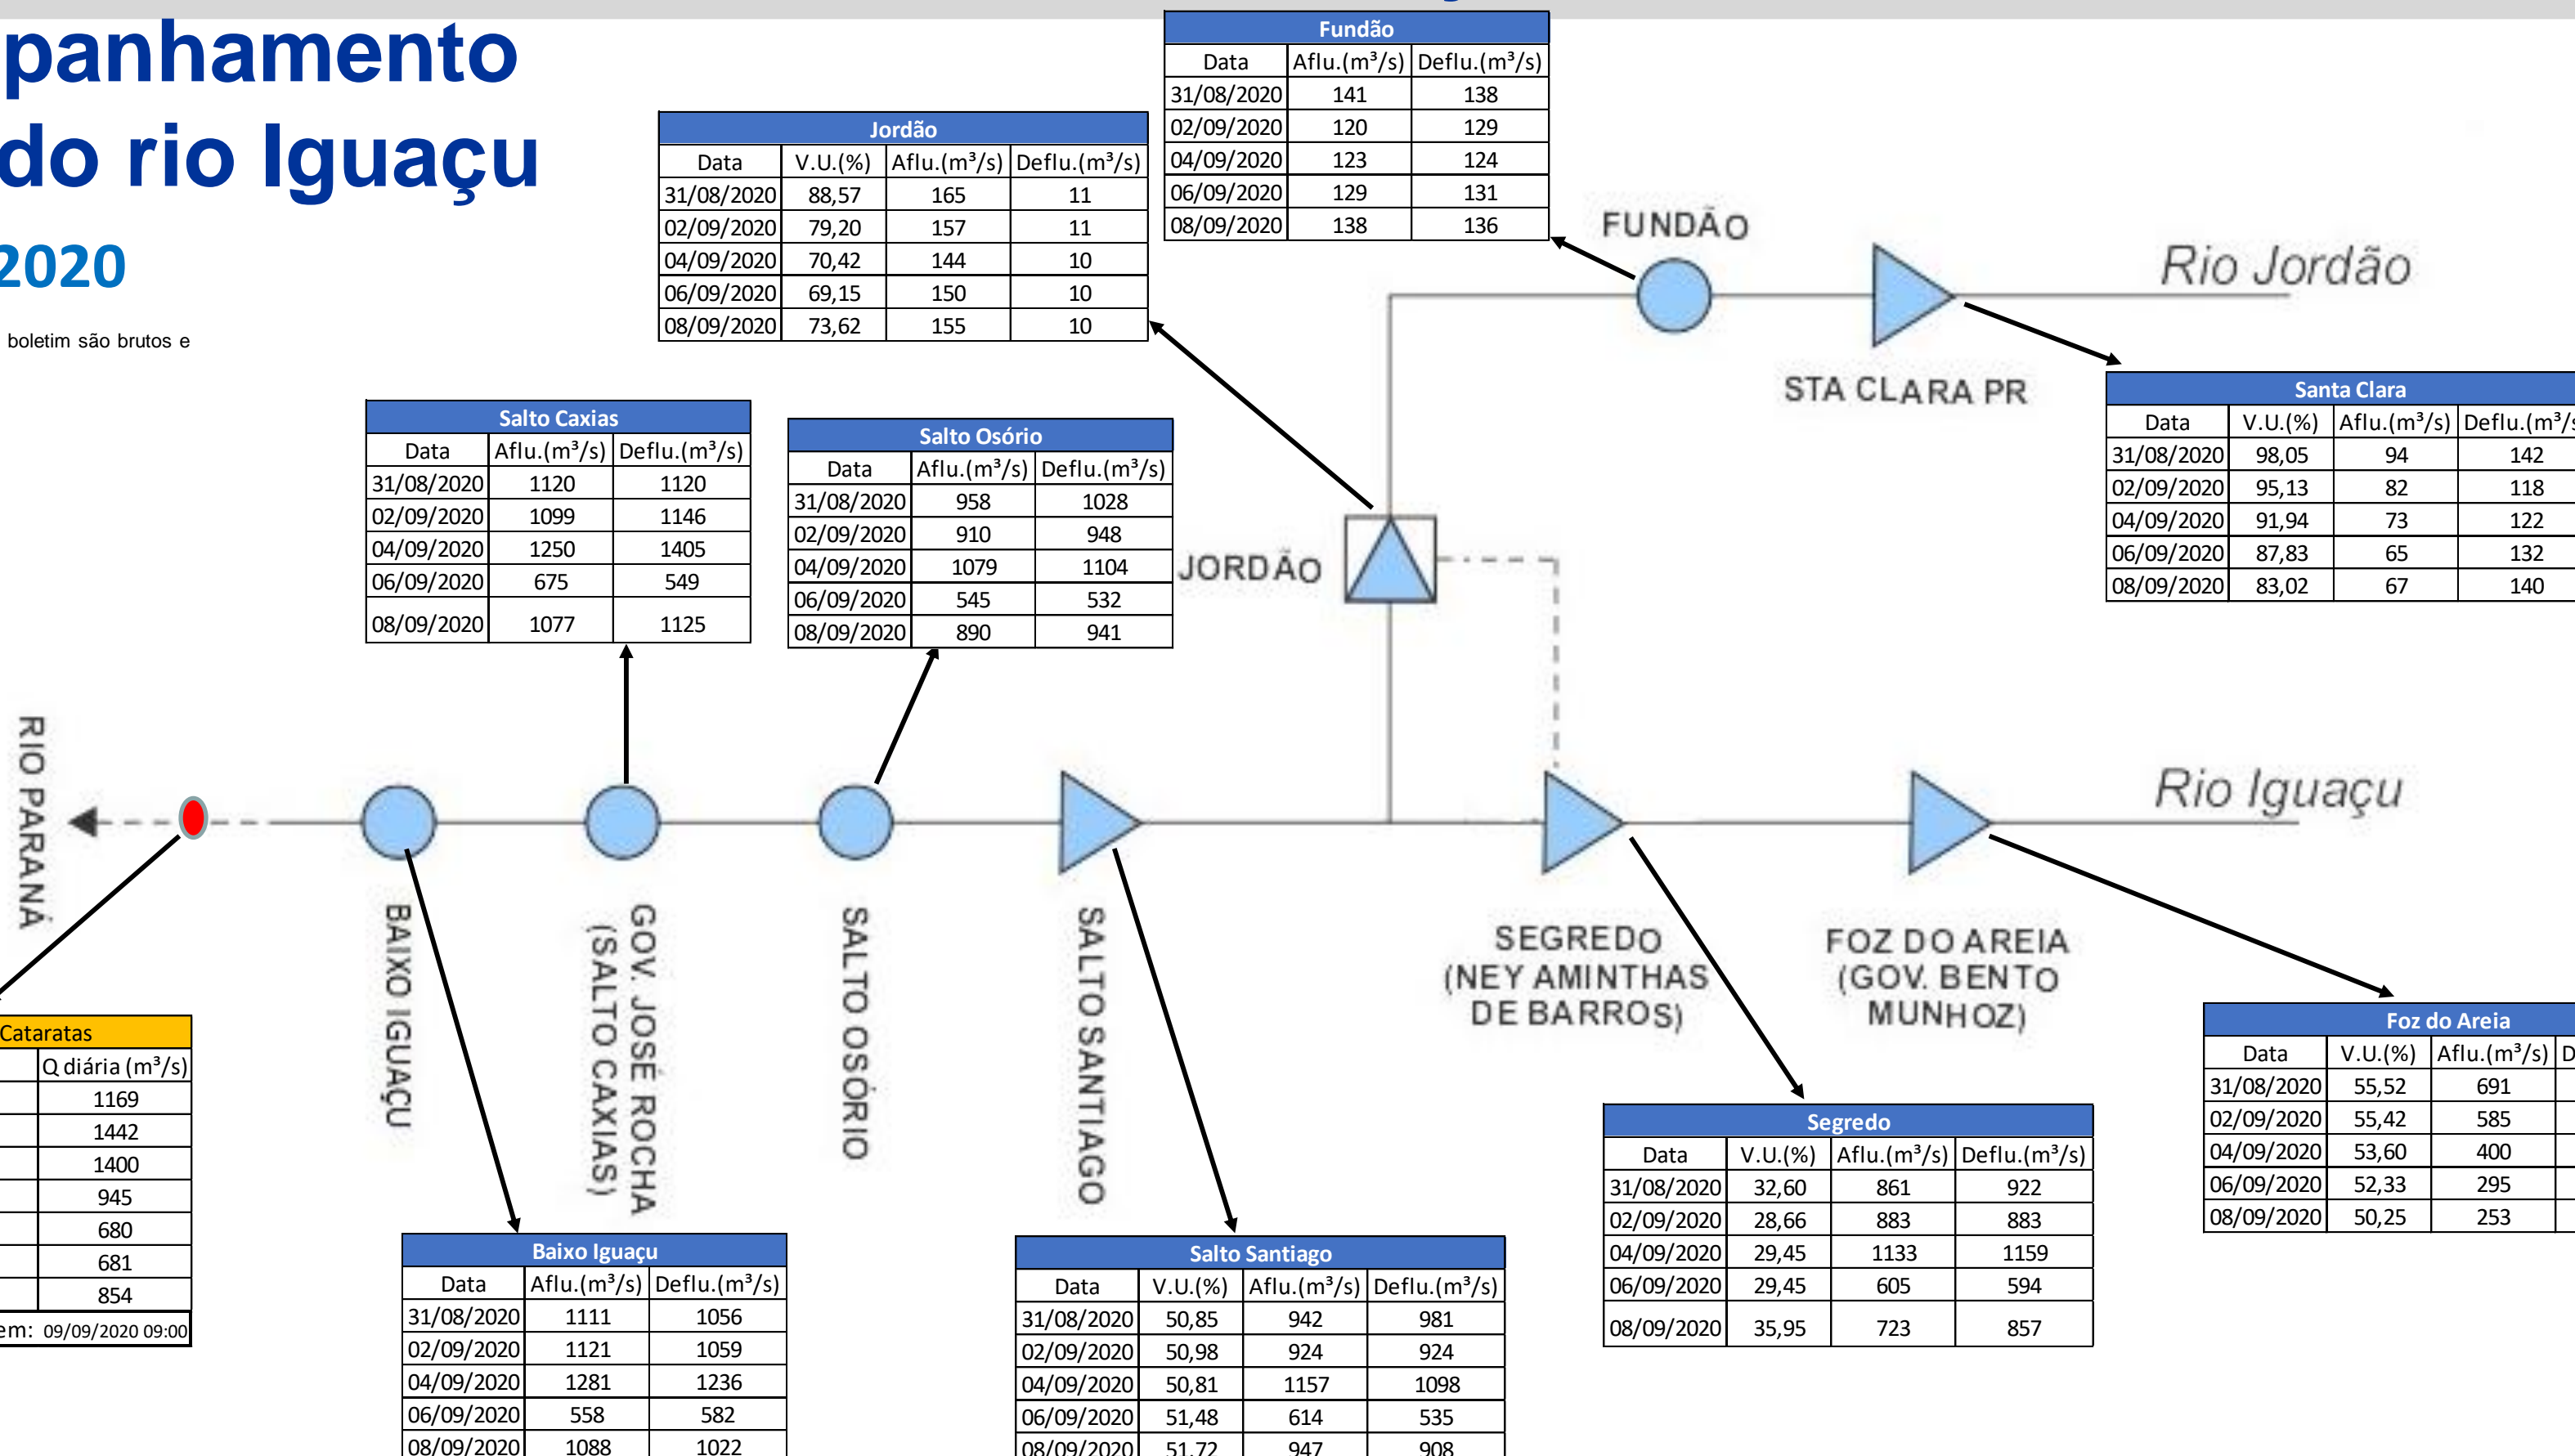 panhamento
do rio Iguaçu
2020
boletim são brutos e
Fundão
Data Aflu.(m³/s) Deflu.(m³/s)
31/08/2020 141 138
02/09/2020 120 129
04/09/2020 123 124
06/09/2020 129 131
08/09/2020 138 136
Jordão
Data V.U.(%) Aflu.(m³/s) Deflu.(m³/s)
31/08/2020 88,57 165 11
02/09/2020 79,20 157 11
04/09/2020 70,42 144 10
06/09/2020 69,15 150 10
08/09/2020 73,62 155 10
FUNDÃO
Rio Jordão
STA CLARA PR
Santa Clara
Data V.U.(%) Aflu.(m³/s) Deflu.(m³/s
31/08/2020 98,05 94 142
02/09/2020 95,13 82 118
04/09/2020 91,94 73 122
06/09/2020 87,83 65 132
08/09/2020 83,02 67 140
Salto Caxias
Data Aflu.(m³/s) Deflu.(m³/s)
31/08/2020 1120 1120
02/09/2020 1099 1146
04/09/2020 1250 1405
06/09/2020 675 549
08/09/2020 1077 1125
Salto Osório
Data Aflu.(m³/s) Deflu.(m³/s)
31/08/2020 958 1028
02/09/2020 910 948
04/09/2020 1079 1104
06/09/2020 545 532
08/09/2020 890 941
JORDÃO
RIO PARANÁ
Rio Iguaçu
BAIXO IGUAÇU
GOV. JOSÉ ROCHA
(SALTO CAXIAS)
SALTO OSÓRIO
SALTO SANTIAGO
SEGREDO
(NEY AMINTHAS
DE BARROS)
FOZ DO AREIA
(GOV. BENTO
MUNHOZ)
Cataratas
Q diária (m³/s)
1169
1442
1400
945
680
681
854
em: 09/09/2020 09:00
Baixo Iguaçu
Data Aflu.(m³/s) Deflu.(m³/s)
31/08/2020 1111 1056
02/09/2020 1121 1059
04/09/2020 1281 1236
06/09/2020 558 582
08/09/2020 1088 1022
Salto Santiago
Data V.U.(%) Aflu.(m³/s) Deflu.(m³/s)
31/08/2020 50,85 942 981
02/09/2020 50,98 924 924
04/09/2020 50,81 1157 1098
06/09/2020 51,48 614 535
08/09/2020 51,72 947 908
Segredo
Data V.U.(%) Aflu.(m³/s) Deflu.(m³/s)
31/08/2020 32,60 861 922
02/09/2020 28,66 883 883
04/09/2020 29,45 1133 1159
06/09/2020 29,45 605 594
08/09/2020 35,95 723 857
Foz do Areia
Data V.U.(%) Aflu.(m³/s) D
31/08/2020 55,52 691
02/09/2020 55,42 585
04/09/2020 53,60 400
06/09/2020 52,33 295
08/09/2020 50,25 253